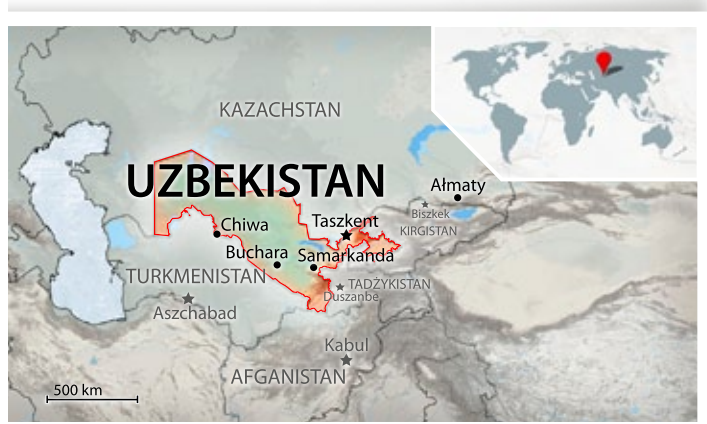 KAZACHSTAN
UZBEKISTAN
Ałmaty
Biszkek
Taszkent
Chiwa
KIRGISTAN
Buchara
Samarkanda
TURKMENISTAN
TADŻYKISTAN
Duszanbe
Aszchabad
Kabul
AFGANISTAN
500 km